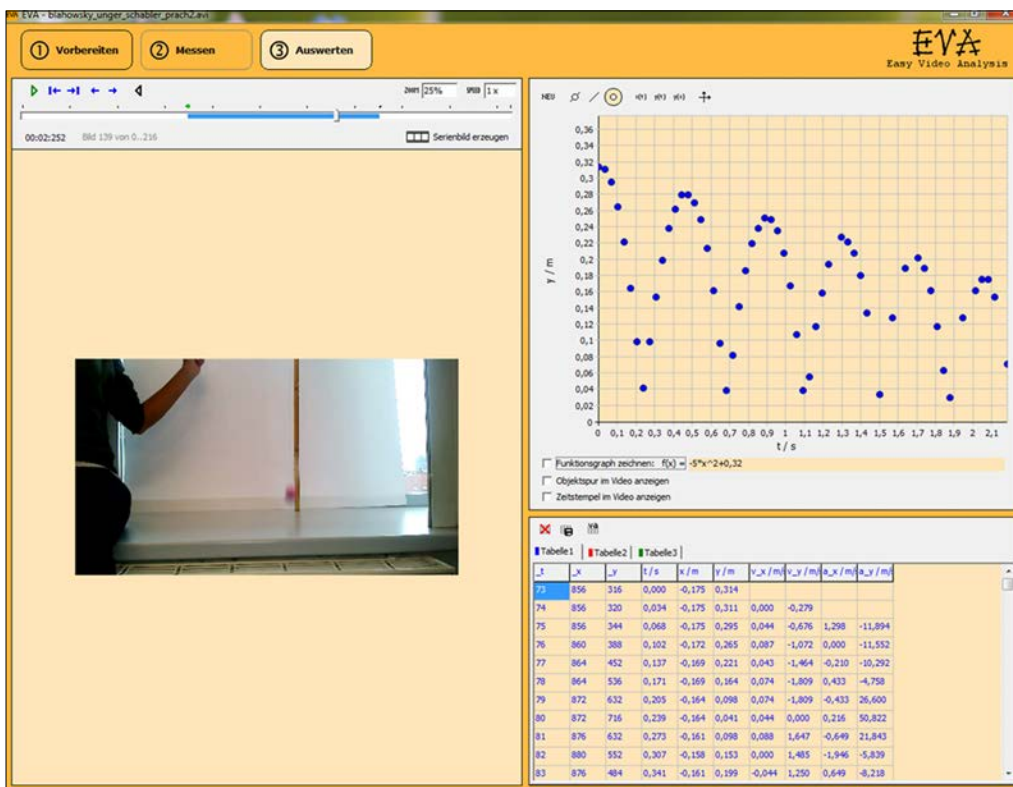 EVA - blahowsky_unger_schabler_prach2.avi
1 Vorbereiten 2 Messen 3 Auswerten
EVA
Easy Video Analysis
ZOOM 25% SPEED 1 x
00:02:252 Bild 139 von 0..216 Serienbild erzeugen
NEU x(t) y(t) y(x)
y / m
0,36
0,34
0,32
0,3
0,28
0,26
0,24
0,22
0,2
0,18
0,16
0,14
0,12
0,1
0,08
0,06
0,04
0,02
0
0 0,1 0,2 0,3 0,4 0,5 0,6 0,7 0,8 0,9 1 1,1 1,2 1,3 1,4 1,5 1,6 1,7 1,8 1,9 2 2,1
t / s
Funktionsgraph zeichnen: f(x) = -5*x^2+0,32
Objektspur im Video anzeigen
Zeitstempel im Video anzeigen
Tabelle1 Tabelle2 Tabelle3
_t _x _y t / s x / m y / m v_x / m/ v_y / m/ a_x / m/ a_y / m/
73 856 316 0,000 -0,175 0,314
74 856 320 0,034 -0,175 0,311 0,000 -0,279
75 856 344 0,068 -0,175 0,295 0,044 -0,676 1,298 -11,894
76 860 388 0,102 -0,172 0,265 0,087 -1,072 0,000 -11,552
77 864 452 0,137 -0,169 0,221 0,043 -1,464 -0,210 -10,292
78 864 536 0,171 -0,169 0,164 0,074 -1,809 0,433 -4,758
79 872 632 0,205 -0,164 0,098 0,074 -1,809 -0,433 26,600
80 872 716 0,239 -0,164 0,041 0,044 0,000 0,216 50,822
81 876 632 0,273 -0,161 0,098 0,088 1,647 -0,649 21,843
82 880 552 0,307 -0,158 0,153 0,000 1,485 -1,946 -5,839
83 876 484 0,341 -0,161 0,199 -0,044 1,250 0,649 -8,218